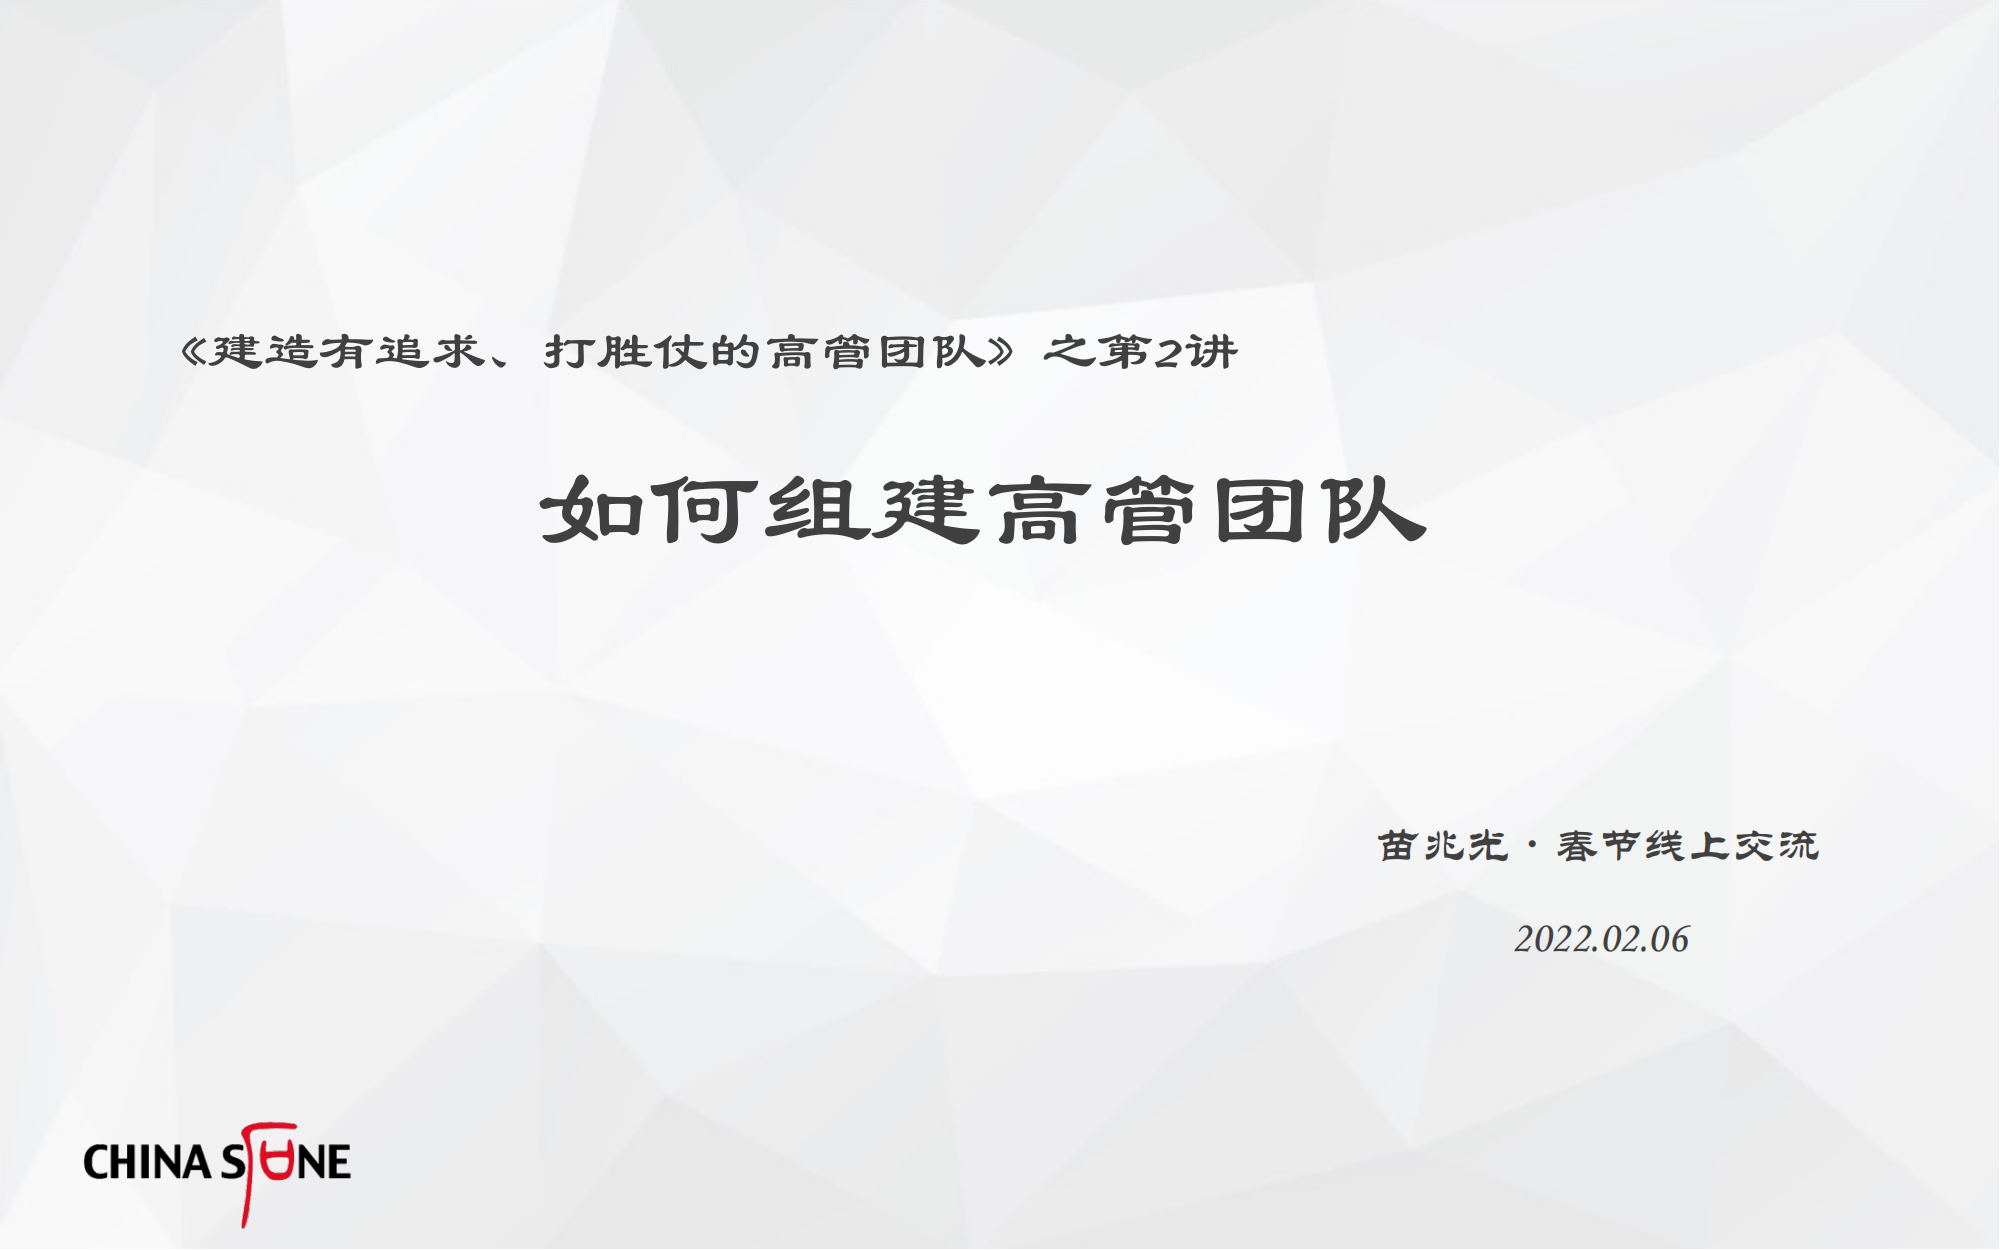 《建造有追求、打胜仗的高管团队》之第2讲
如何组建高管团队
苗兆光·春节线上交流
2022.02.06
CHINA STONE